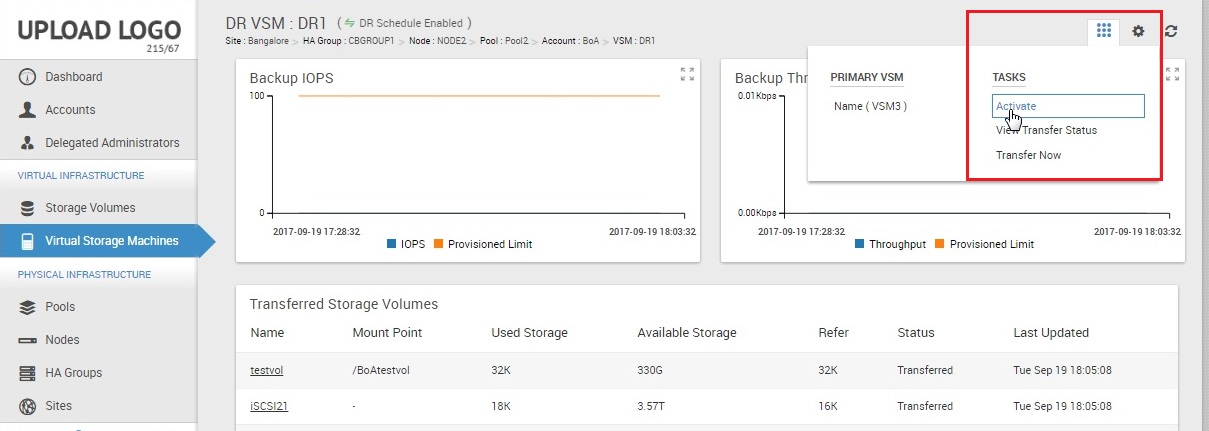 UPLOAD LOGO
215/67
Dashboard
Accounts
Delegated Administrators
VIRTUAL INFRASTRUCTURE
Storage Volumes
Virtual Storage Machines
PHYSICAL INFRASTRUCTURE
Pools
Nodes
HA Groups
Sites
DR VSM : DR1 ( DR Schedule Enabled )
Site : Bangalore > HA Group : CBGROUP1 > Node : NODE2 > Pool : Pool2 > Account : BoA > VSM : DR1
Backup IOPS
100
0
2017-09-19 17:28:32 2017-09-19 18:03:32
IOPS Provisioned Limit
Backup Thr
0.01Kbps
0.00Kbps
2017-09-19 17:28:32 2017-09-19 18:03:32
Throughput Provisioned Limit
PRIMARY VSM
Name ( VSM3 )
TASKS
Activate
View Transfer Status
Transfer Now
Transferred Storage Volumes
Name Mount Point Used Storage Available Storage Refer Status Last Updated
testvol /BoAtestvol 32K 330G 32K Transferred Tue Sep 19 18:05:08
iSCSI21 - 18K 3.57T 16K Transferred Tue Sep 19 18:05:08